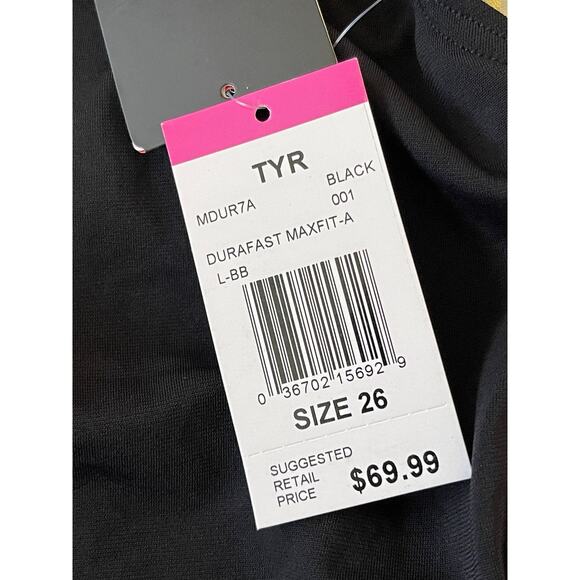 TYR
MDUR7A BLACK
001
DURAFAST MAXFIT-A
L-BB
0 36702 15692 9
SIZE 26
SUGGESTED
RETAIL
PRICE
$69.99